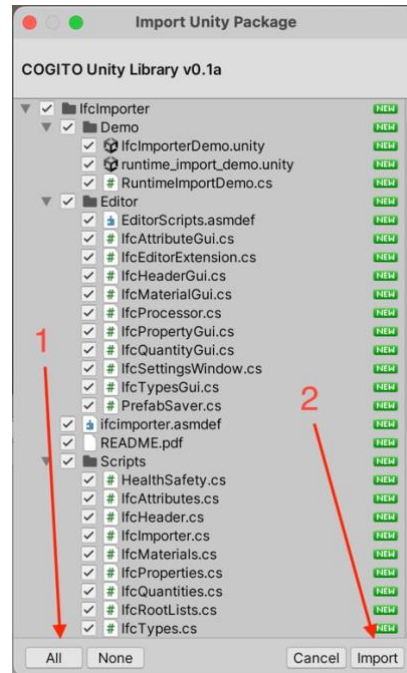 Import Unity Package
COGITO Unity Library v0.1a
IfcImporter NEW
Demo NEW
IfcImporterDemo.unity NEW
runtime_import_demo.unity NEW
# RuntimeImportDemo.cs NEW
Editor NEW
EditorScripts.asmdef NEW
# IfcAttributeGui.cs NEW
# IfcEditorExtension.cs NEW
# IfcHeaderGui.cs NEW
# IfcMaterialGui.cs NEW
# IfcProcessor.cs NEW
# IfcPropertyGui.cs NEW
# IfcQuantityGui.cs NEW
1
# IfcSettingsWindow.cs NEW
# IfcTypesGui.cs NEW
# PrefabSaver.cs NEW
2
ifcimporter.asmdef NEW
README.pdf NEW
Scripts NEW
# HealthSafety.cs NEW
# IfcAttributes.cs NEW
# IfcHeader.cs NEW
# IfcImporter.cs NEW
# IfcMaterials.cs NEW
# IfcProperties.cs NEW
# IfcQuantities.cs NEW
# IfcRootLists.cs NEW
# IfcTypes.cs NEW
All None Cancel Import